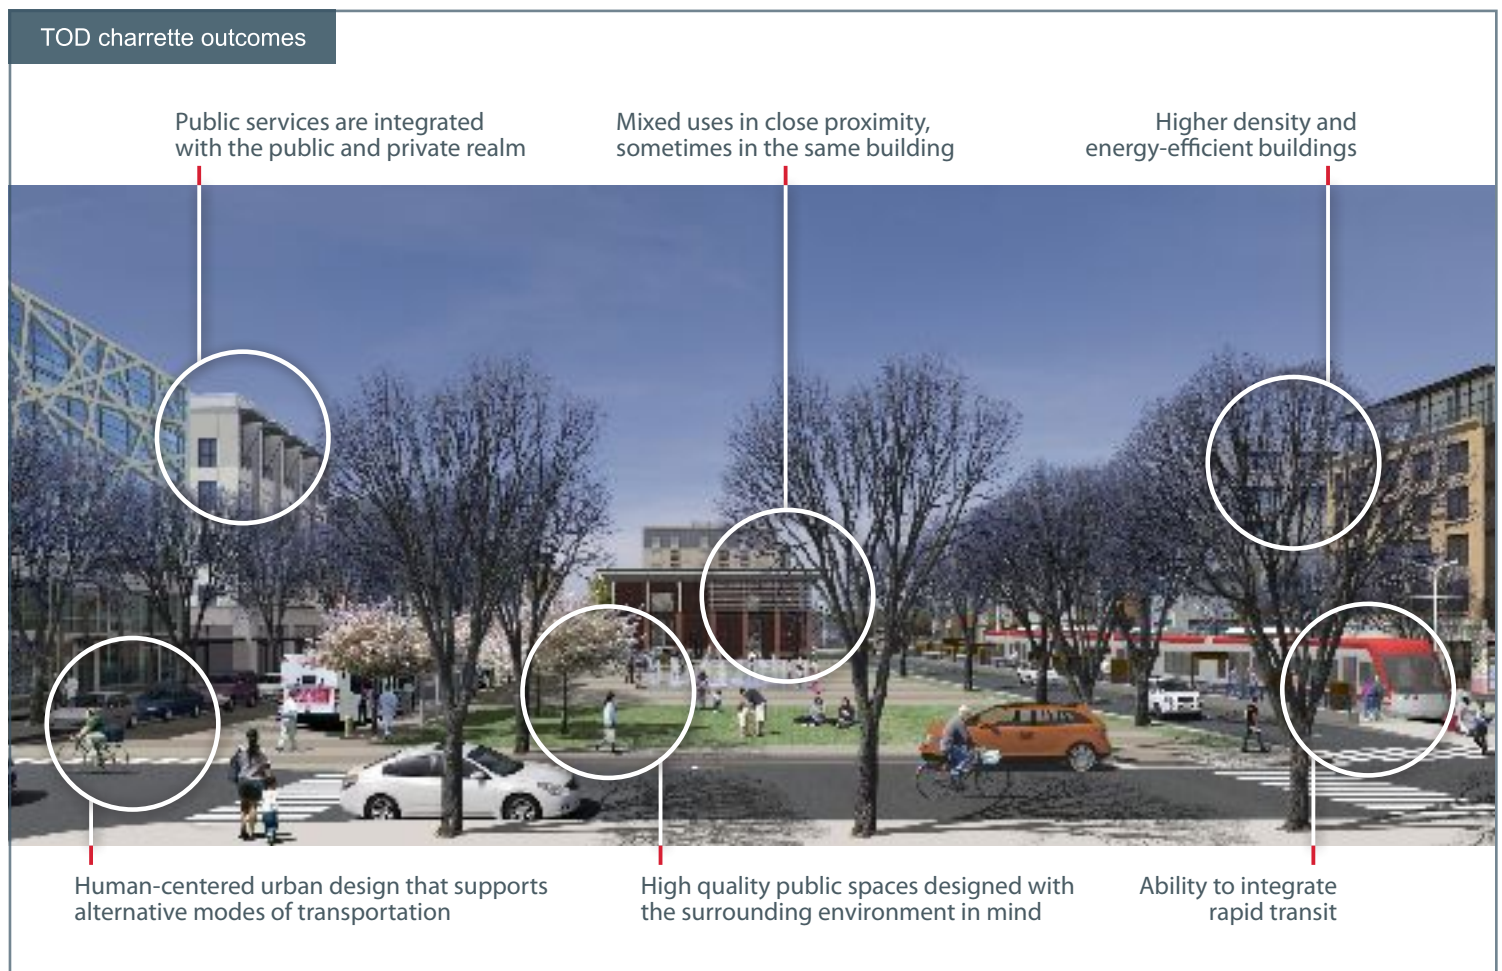 TOD charrette outcomes
Public services are integrated
with the public and private realm
Mixed uses in close proximity,
sometimes in the same building
Higher density and
energy-efficient buildings
Human-centered urban design that supports
alternative modes of transportation
High quality public spaces designed with
the surrounding environment in mind
Ability to integrate
rapid transit